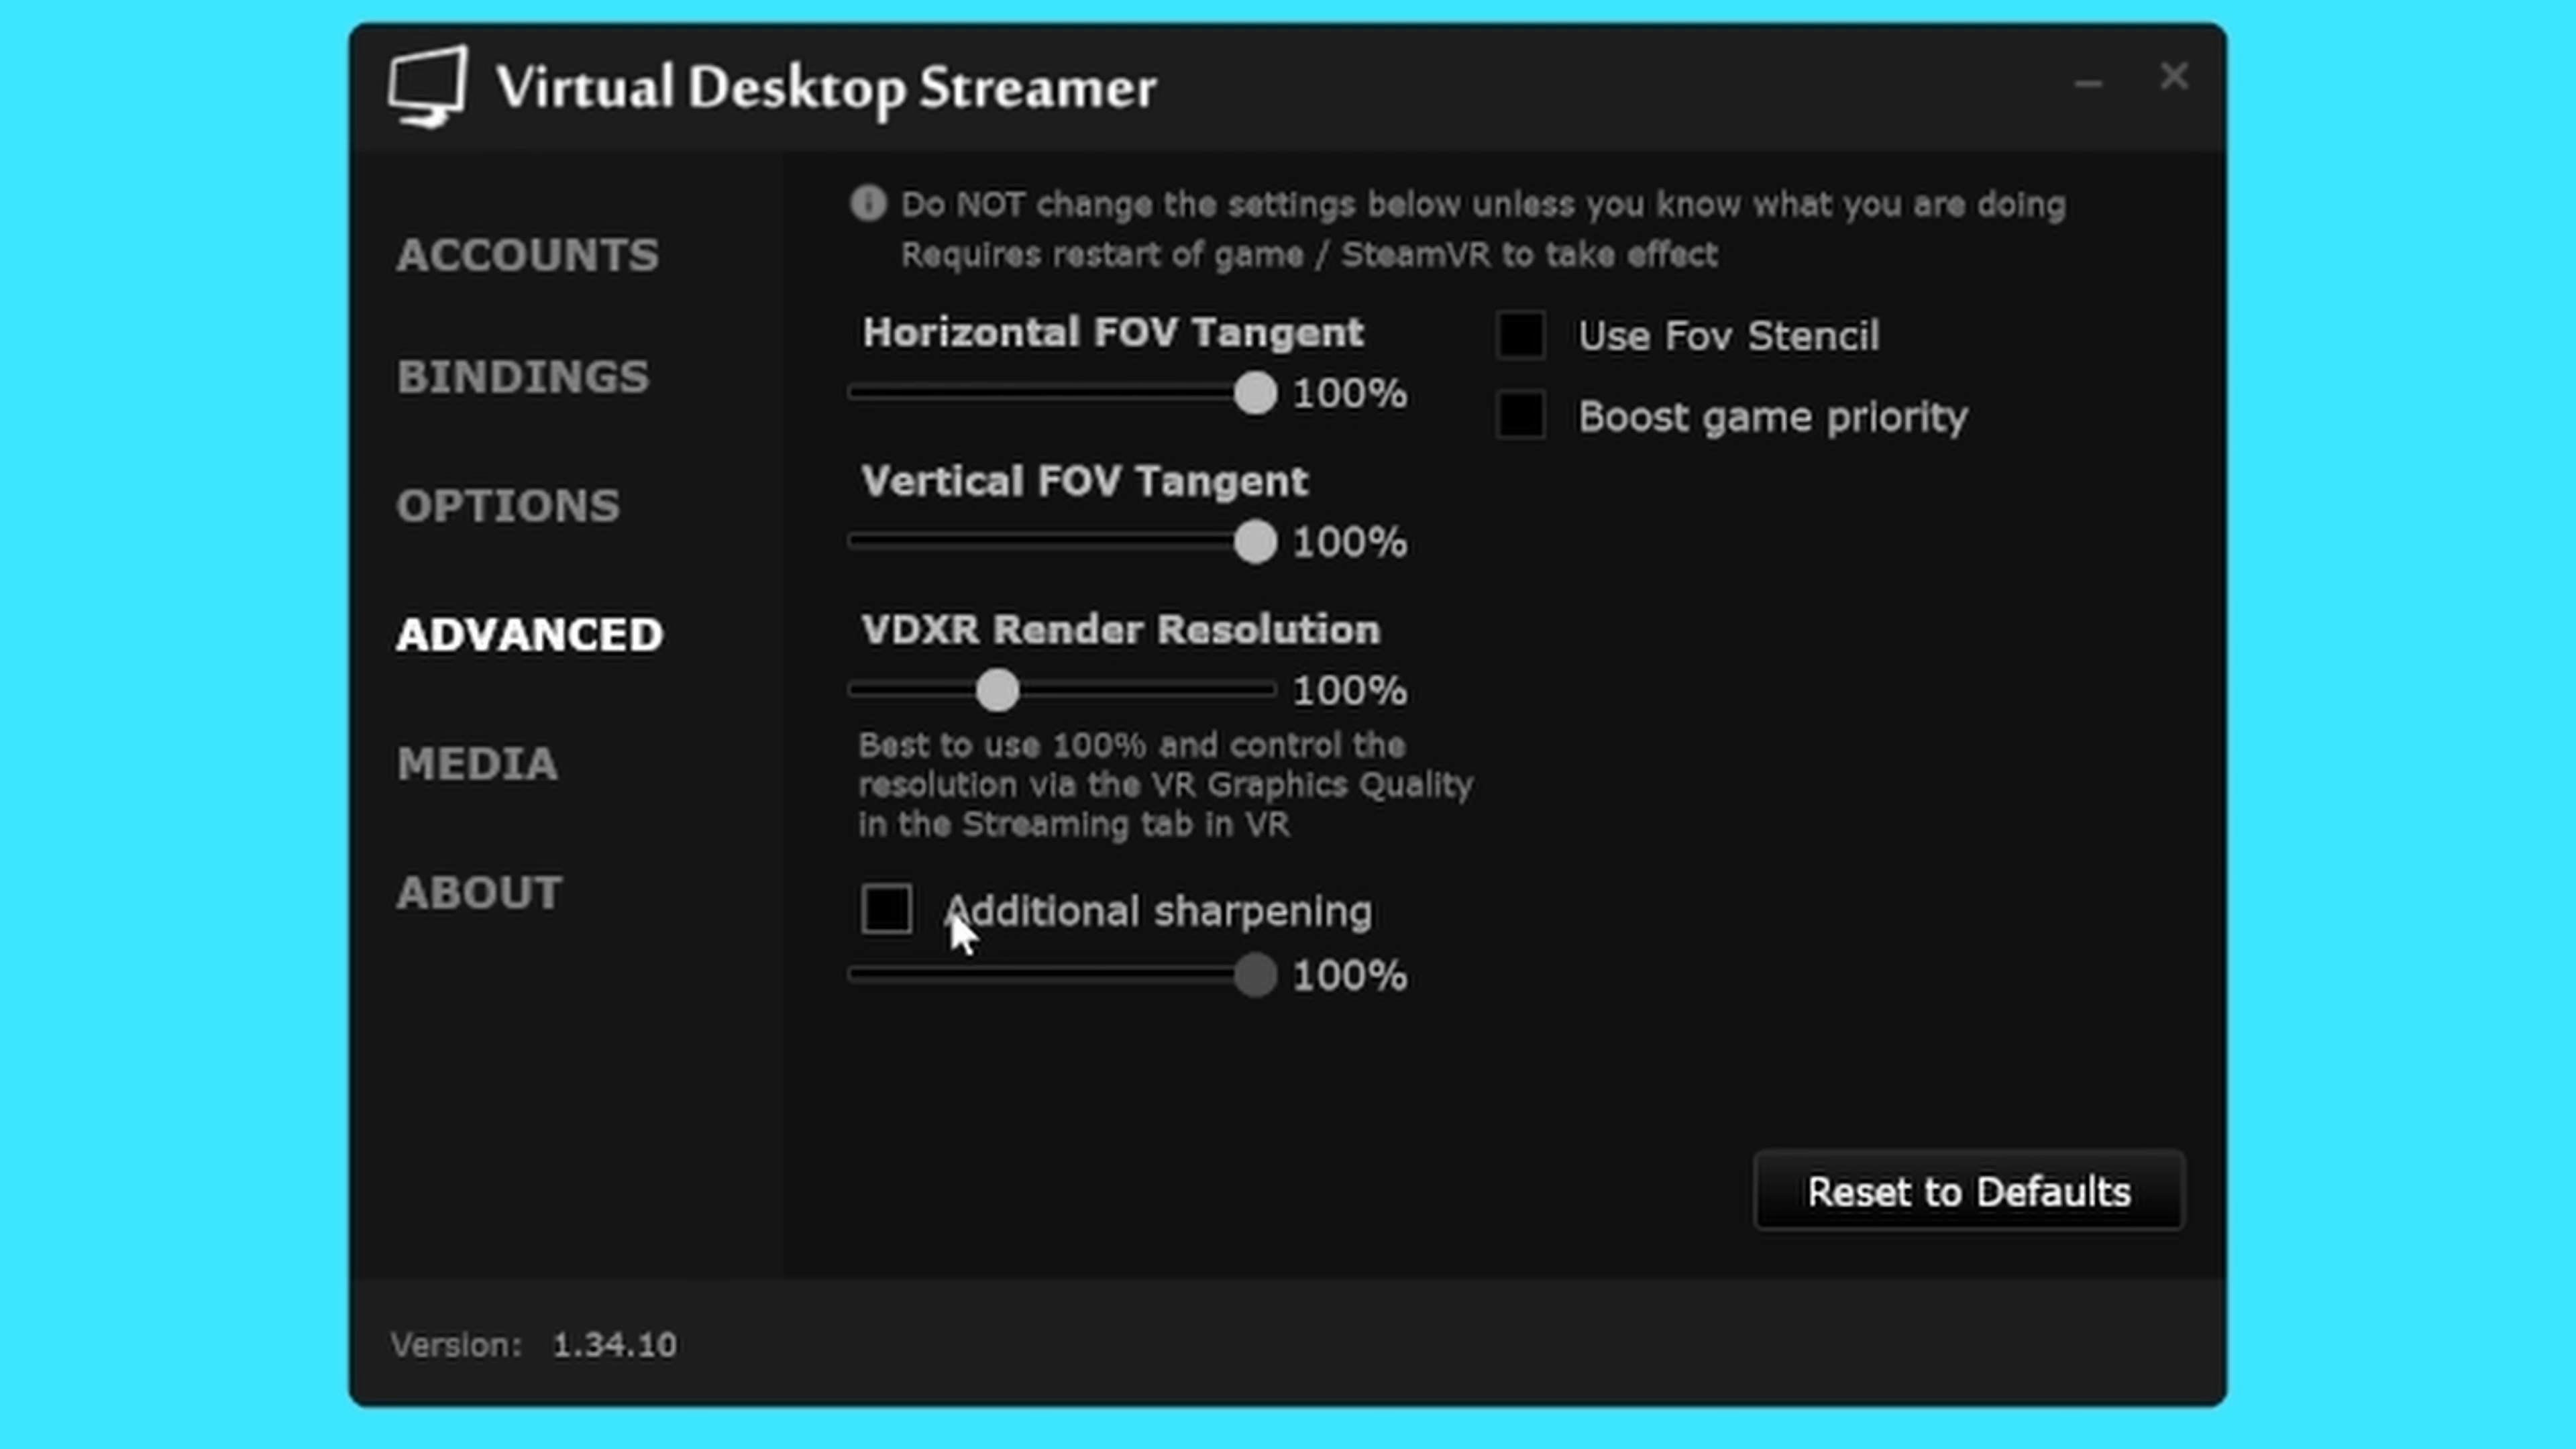 Virtual Desktop Streamer
ACCOUNTS
BINDINGS
OPTIONS
ADVANCED
MEDIA
ABOUT
Do NOT change the settings below unless you know what you are doing
Requires restart of game / SteamVR to take effect
Horizontal FOV Tangent
100%
Use Fov Stencil
Boost game priority
Vertical FOV Tangent
100%
VDXR Render Resolution
100%
Best to use 100% and control the
resolution via the VR Graphics Quality
in the Streaming tab in VR
Additional sharpening
100%
Reset to Defaults
Version: 1.34.10